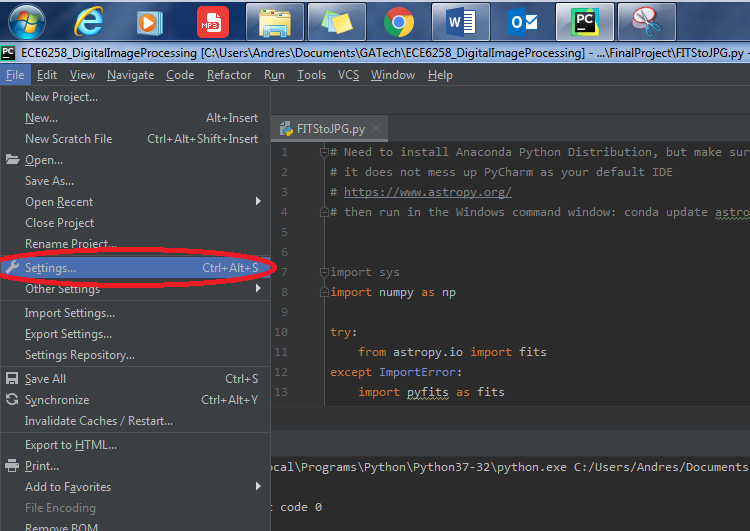 MP3
W
O
PC
PC ECE6258_DigitalImageProcessing [C:\Users\Andres\Documents\GATech\ECE6258_DigitalImageProcessing] - ...\FinalProject\FITStoJPG.py -
File Edit View Navigate Code Refactor Run Tools VCS Window Help
New Project...
New... Alt+Insert
New Scratch File Ctrl+Alt+Shift+Insert
Open...
Save As...
Open Recent
Close Project
Rename Project...
Settings... Ctrl+Alt+S
Other Settings
Import Settings...
Export Settings...
Settings Repository...
Save All Ctrl+S
Synchronize Ctrl+Alt+Y
Invalidate Caches / Restart...
Export to HTML...
Print...
Add to Favorites
File Encoding
Remove BOM
FITStoJPG.py
1 # Need to install Anaconda Python Distribution, but make sur
2 # it does not mess up PyCharm as your default IDE
3 # https://www.astropy.org/
4 # then run in the Windows command window: conda update astro
5
6
7 import sys
8 import numpy as np
9
10 try:
11 from astropy.io import fits
12 except ImportError:
13 import pyfits as fits
ocal\Programs\Python\Python37-32\python.exe C:/Users/Andres/Documents
t code 0